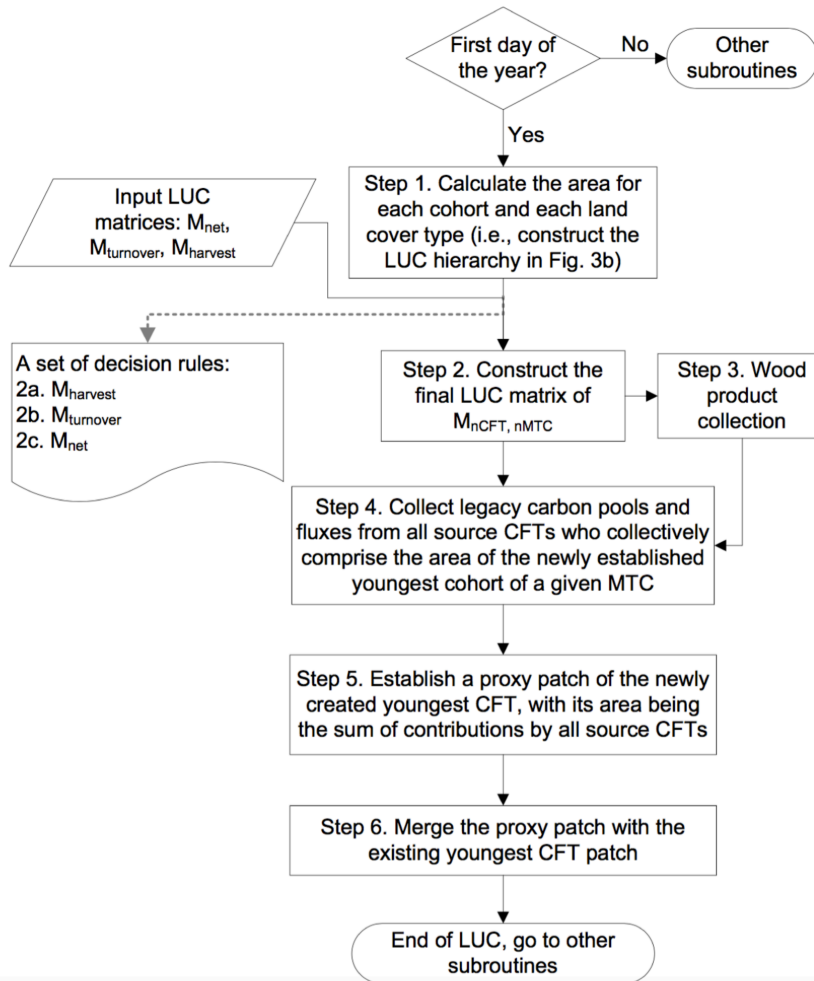 First day of
the year?
No
Other
subroutines
Yes
Input LUC
matrices: Mnet,
Mturnover, Mharvest
Step 1. Calculate the area for
each cohort and each land
cover type (i.e., construct the
LUC hierarchy in Fig. 3b)
A set of decision rules:
2a. Mharvest
2b. Mturnover
2c. Mnet
Step 2. Construct the
final LUC matrix of
MnCFT, nMTC
Step 3. Wood
product
collection
Step 4. Collect legacy carbon pools and
fluxes from all source CFTs who collectively
comprise the area of the newly established
youngest cohort of a given MTC
Step 5. Establish a proxy patch of the newly
created youngest CFT, with its area being
the sum of contributions by all source CFTs
Step 6. Merge the proxy patch with the
existing youngest CFT patch
End of LUC, go to other
subroutines